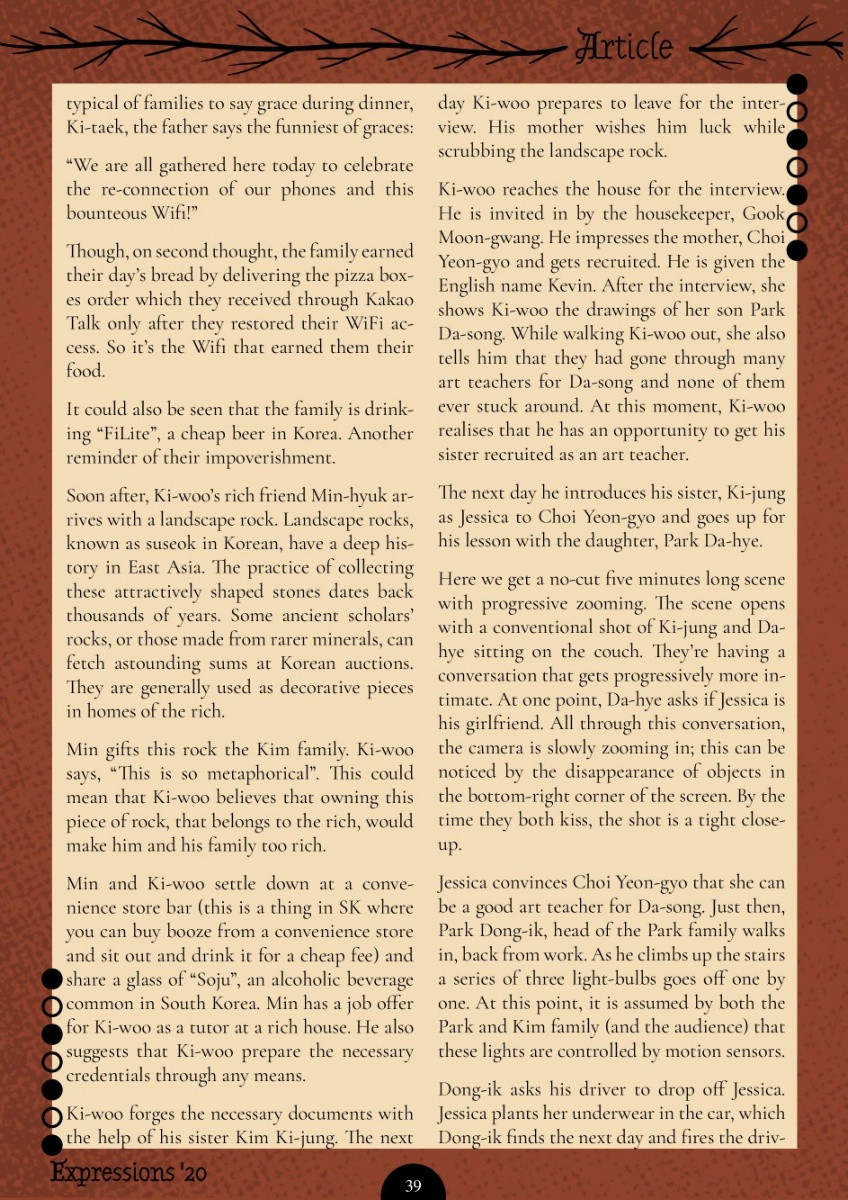 Article
typical of families to say grace during dinner,
Ki-taek, the father says the funniest of graces:
“We are all gathered here today to celebrate
the re-connection of our phones and this
bounteous Wifi!”
Though, on second thought, the family earned
their day’s bread by delivering the pizza box-
es order which they received through Kakao
Talk only after they restored their WiFi ac-
cess. So it’s the Wifi that earned them their
food.
It could also be seen that the family is drink-
ing “FiLite”, a cheap beer in Korea. Another
reminder of their impoverishment.
Soon after, Ki-woo’s rich friend Min-hyuk ar-
rives with a landscape rock. Landscape rocks,
known as suseok in Korean, have a deep his-
tory in East Asia. The practice of collecting
these attractively shaped stones dates back
thousands of years. Some ancient scholars’
rocks, or those made from rarer minerals, can
fetch astounding sums at Korean auctions.
They are generally used as decorative pieces
in homes of the rich.
Min gifts this rock the Kim family. Ki-woo
says, “This is so metaphorical”. This could
mean that Ki-woo believes that owning this
piece of rock, that belongs to the rich, would
make him and his family too rich.
Min and Ki-woo settle down at a conve-
nience store bar (this is a thing in SK where
you can buy booze from a convenience store
and sit out and drink it for a cheap fee) and
share a glass of “Soju”, an alcoholic beverage
common in South Korea. Min has a job offer
for Ki-woo as a tutor at a rich house. He also
suggests that Ki-woo prepare the necessary
credentials through any means.
Ki-woo forges the necessary documents with
the help of his sister Kim Ki-jung. The next
day Ki-woo prepares to leave for the inter-
view. His mother wishes him luck while
scrubbing the landscape rock.
Ki-woo reaches the house for the interview.
He is invited in by the housekeeper, Gook
Moon-gwang. He impresses the mother, Choi
Yeon-gyo and gets recruited. He is given the
English name Kevin. After the interview, she
shows Ki-woo the drawings of her son Park
Da-song. While walking Ki-woo out, she also
tells him that they had gone through many
art teachers for Da-song and none of them
ever stuck around. At this moment, Ki-woo
realises that he has an opportunity to get his
sister recruited as an art teacher.
The next day he introduces his sister, Ki-jung
as Jessica to Choi Yeon-gyo and goes up for
his lesson with the daughter, Park Da-hye.
Here we get a no-cut five minutes long scene
with progressive zooming. The scene opens
with a conventional shot of Ki-jung and Da-
hye sitting on the couch. They’re having a
conversation that gets progressively more in-
timate. At one point, Da-hye asks if Jessica is
his girlfriend. All through this conversation,
the camera is slowly zooming in; this can be
noticed by the disappearance of objects in
the bottom-right corner of the screen. By the
time they both kiss, the shot is a tight close-
up.
Jessica convinces Choi Yeon-gyo that she can
be a good art teacher for Da-song. Just then,
Park Dong-ik, head of the Park family walks
in, back from work. As he climbs up the stairs
a series of three light-bulbs goes off one by
one. At this point, it is assumed by both the
Park and Kim family (and the audience) that
these lights are controlled by motion sensors.
Dong-ik asks his driver to drop off Jessica.
Jessica plants her underwear in the car, which
Dong-ik finds the next day and fires the driv-
Expressions '20
39